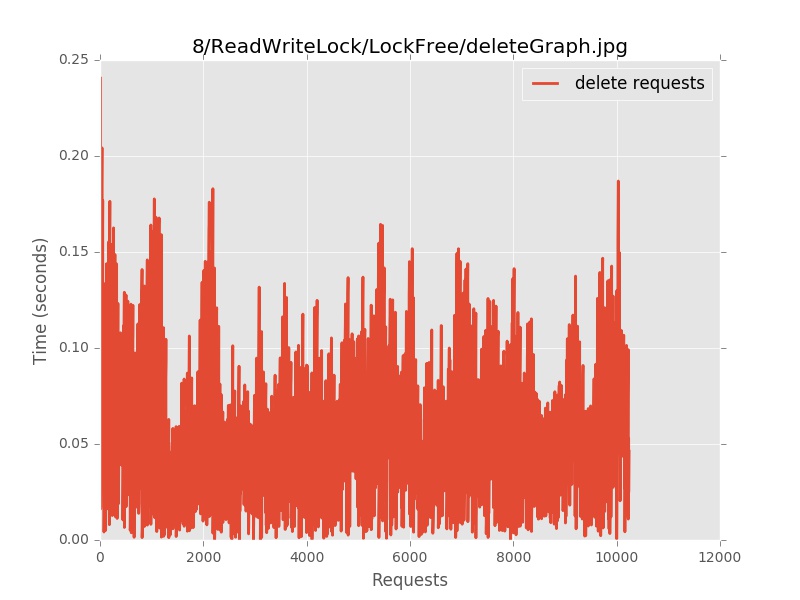 8/ReadWriteLock/LockFree/deleteGraph.jpg
0.25
delete requests
0.20
0.15
0.10
0.05
0.00
Time (seconds)
0 2000 4000 6000 8000 10000 12000
Requests